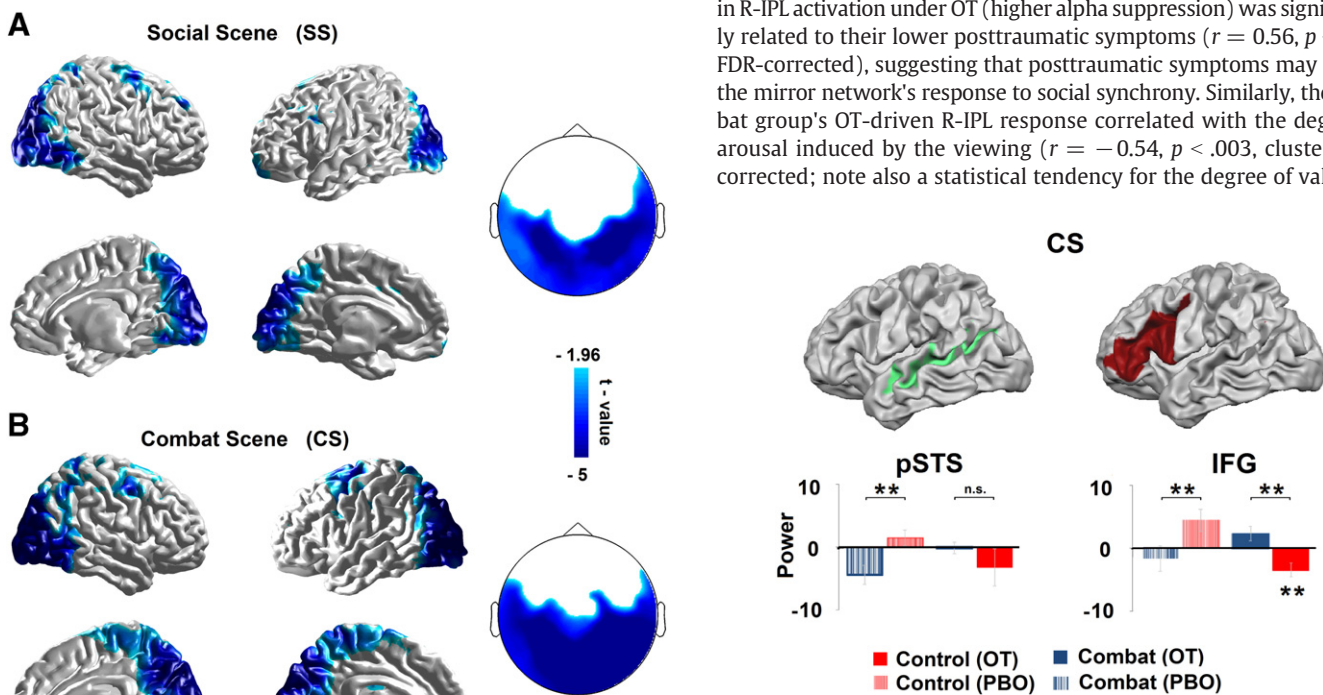 A
Social Scene (SS)
- 1.96
t - value
- 5
B
Combat Scene (CS)
in R-IPL activation under OT (higher alpha suppression) was signi
ly related to their lower posttraumatic symptoms (r = 0.56, p
FDR-corrected), suggesting that posttraumatic symptoms may
the mirror network's response to social synchrony. Similarly, the
bat group's OT-driven R-IPL response correlated with the deg
arousal induced by the viewing (r = −0.54, p < .003, cluste
corrected; note also a statistical tendency for the degree of val
CS
pSTS
IFG
10
**
n.s.
10
**
**
Power
0
0
-10
-10
**
Control (OT)
Combat (OT)
Control (PBO)
Combat (PBO)